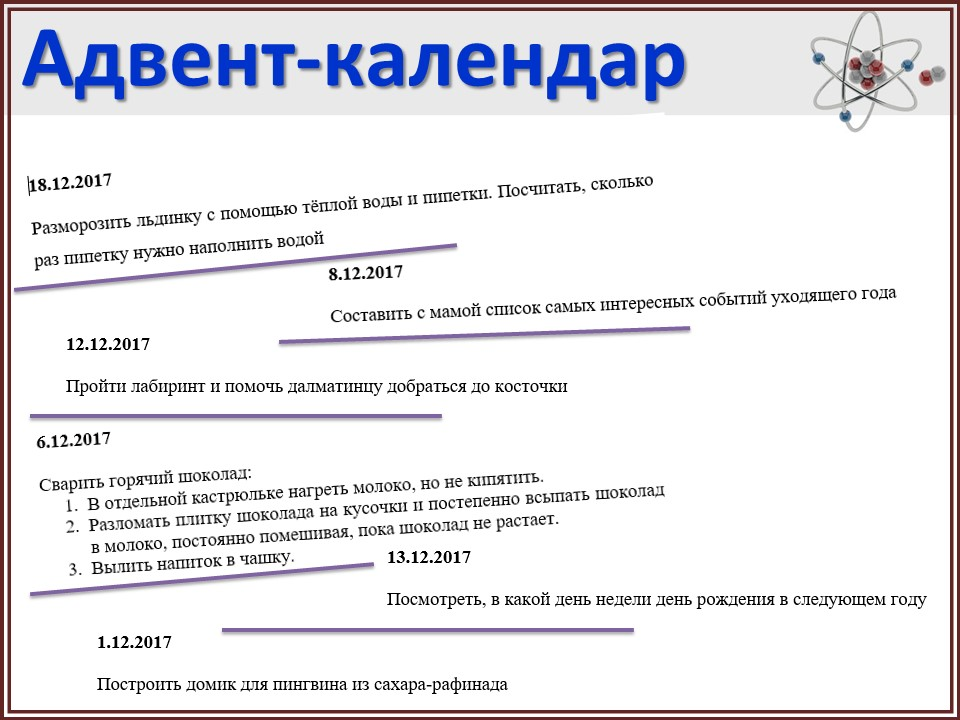 Адвент-календар
18.12.2017
Разморозить льдинку с помощью тёплой воды и пипетки. Посчитать, сколько
раз пипетку нужно наполнить водой
8.12.2017
Составить с мамой список самых интересных событий уходящего года
12.12.2017
Пройти лабиринт и помочь далматинцу добраться до косточки
6.12.2017
Сварить горячий шоколад:
1. В отдельной кастрюльке нагреть молоко, но не кипятить.
2. Разломать плитку шоколада на кусочки и постепенно всыпать шоколад
в молоко, постоянно помешивая, пока шоколад не растает.
3. Вылить напиток в чашку.
13.12.2017
Посмотреть, в какой день недели день рождения в следующем году
1.12.2017
Построить домик для пингвина из сахара-рафинада